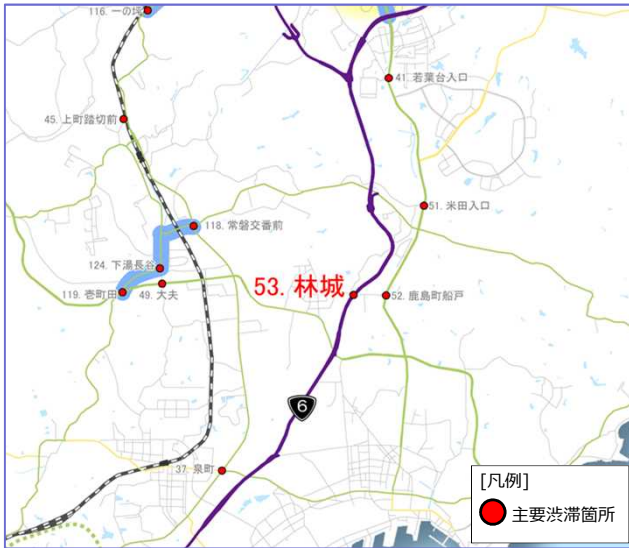 116. 一の坪
41. 若葉台入口
45. 上町踏切前
51. 米田入口
118. 常磐交番前
124. 下湯長谷
53. 林城
119. 壱町田
49. 大夫
52. 鹿島町船戸
6
37. 泉町
[凡例]
主要渋滞箇所